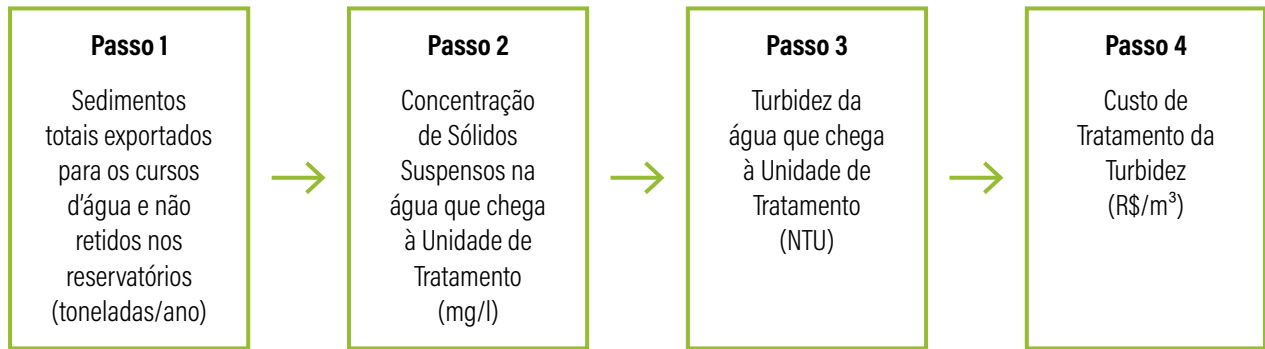 Passo 1
Sedimentos
totais exportados
para os cursos
d'água e não
retidos nos
reservatórios
(toneladas/ano)
Passo 2
Concentração
de Sólidos
Suspensos na
água que chega
à Unidade de
Tratamento
(mg/l)
Passo 3
Turbidez da
água que chega
à Unidade de
Tratamento
(NTU)
Passo 4
Custo de
Tratamento da
Turbidez
(R$/m³)